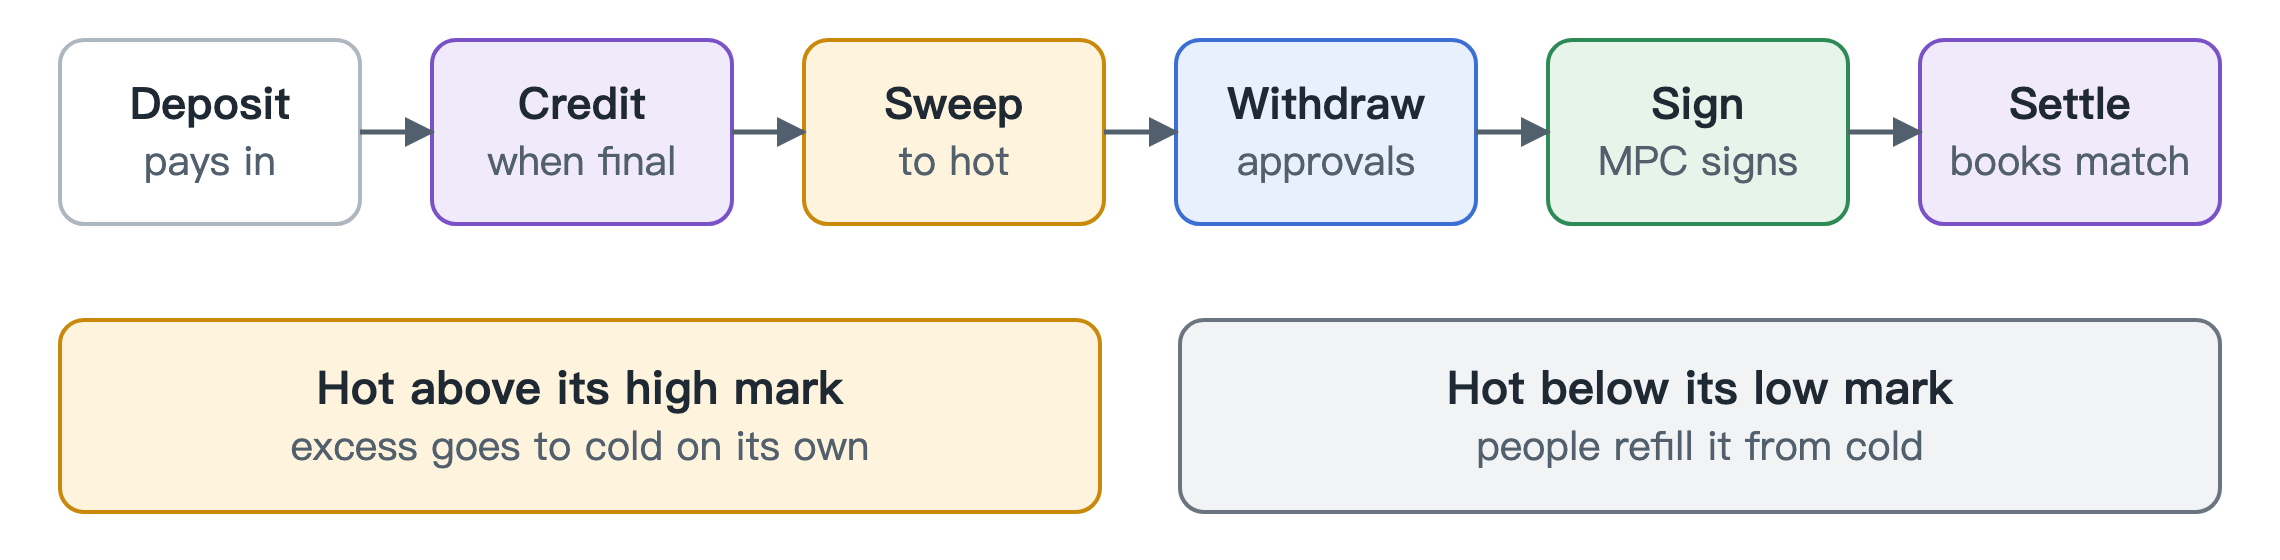 Deposit
pays in
Credit
when final
Sweep
to hot
Withdraw
approvals
Sign
MPC signs
Settle
books match
Hot above its high mark
excess goes to cold on its own
Hot below its low mark
people refill it from cold